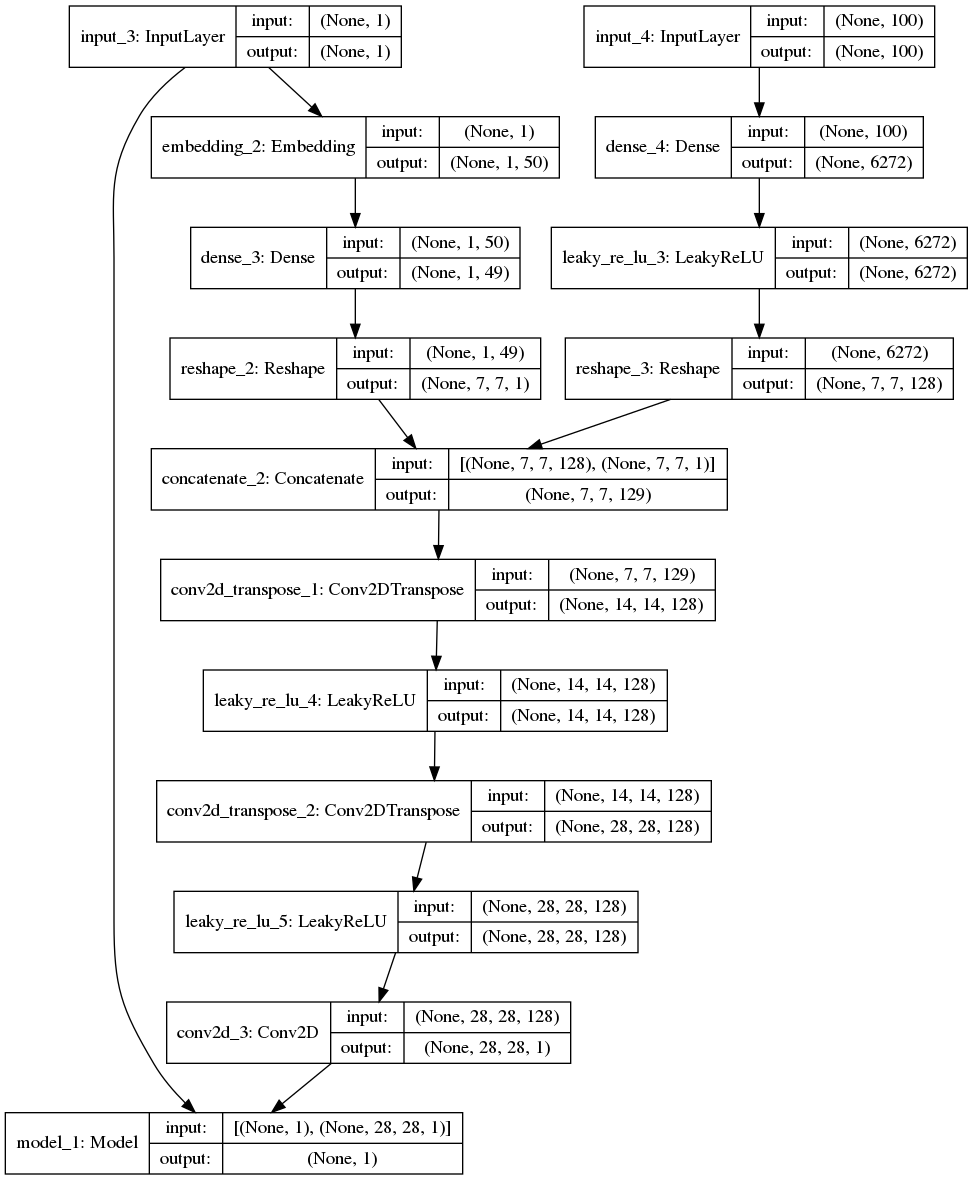 input_3: InputLayer
input: (None, 1)
output: (None, 1)
input_4: InputLayer
input: (None, 100)
output: (None, 100)
embedding_2: Embedding
input: (None, 1)
output: (None, 1, 50)
dense_4: Dense
input: (None, 100)
output: (None, 6272)
dense_3: Dense
input: (None, 1, 50)
output: (None, 1, 49)
leaky_re_lu_3: LeakyReLU
input: (None, 6272)
output: (None, 6272)
reshape_2: Reshape
input: (None, 1, 49)
output: (None, 7, 7, 1)
reshape_3: Reshape
input: (None, 6272)
output: (None, 7, 7, 128)
concatenate_2: Concatenate
input: [(None, 7, 7, 128), (None, 7, 7, 1)]
output: (None, 7, 7, 129)
conv2d_transpose_1: Conv2DTranspose
input: (None, 7, 7, 129)
output: (None, 14, 14, 128)
leaky_re_lu_4: LeakyReLU
input: (None, 14, 14, 128)
output: (None, 14, 14, 128)
conv2d_transpose_2: Conv2DTranspose
input: (None, 14, 14, 128)
output: (None, 28, 28, 128)
leaky_re_lu_5: LeakyReLU
input: (None, 28, 28, 128)
output: (None, 28, 28, 128)
conv2d_3: Conv2D
input: (None, 28, 28, 128)
output: (None, 28, 28, 1)
model_1: Model
input: [(None, 1), (None, 28, 28, 1)]
output: (None, 1)